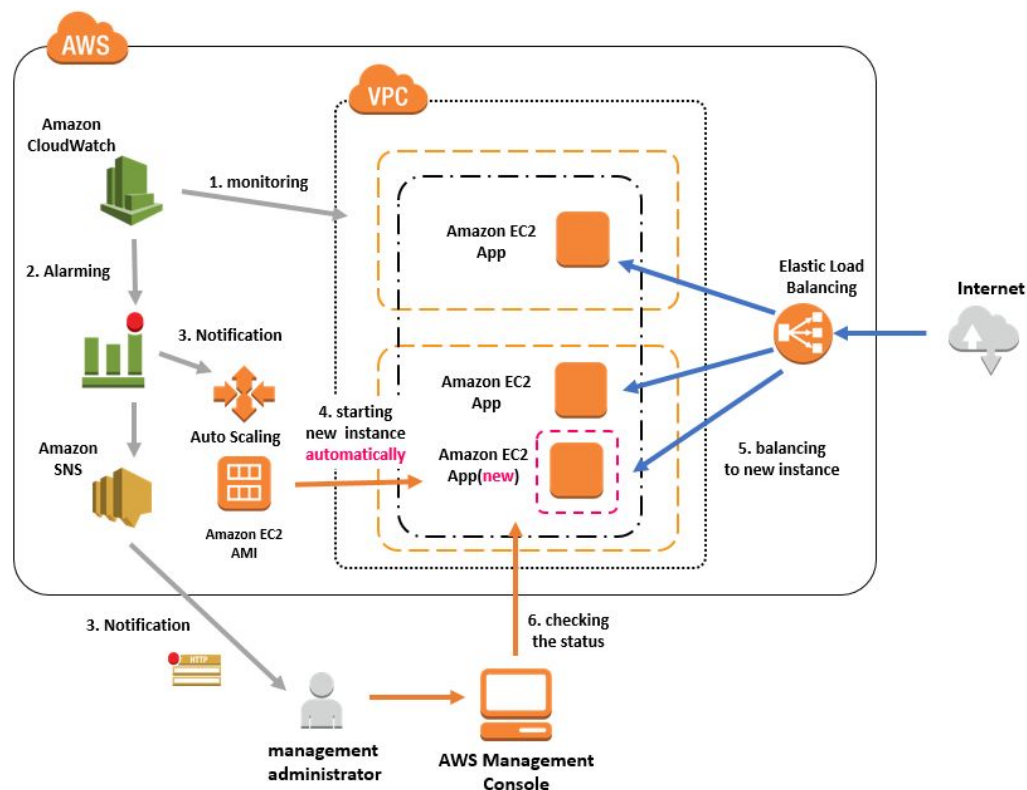 AWS
VPC
Amazon
CloudWatch
1. monitoring
Amazon EC2
App
2. Alarming
Elastic Load
Balancing
Internet
3. Notification
Auto Scaling
4. starting
new instance
automatically
Amazon EC2
App
Amazon EC2
App(new)
5. balancing
to new instance
Amazon
SNS
Amazon EC2
AMI
3. Notification
HTTP
6. checking
the status
management
administrator
AWS Management
Console